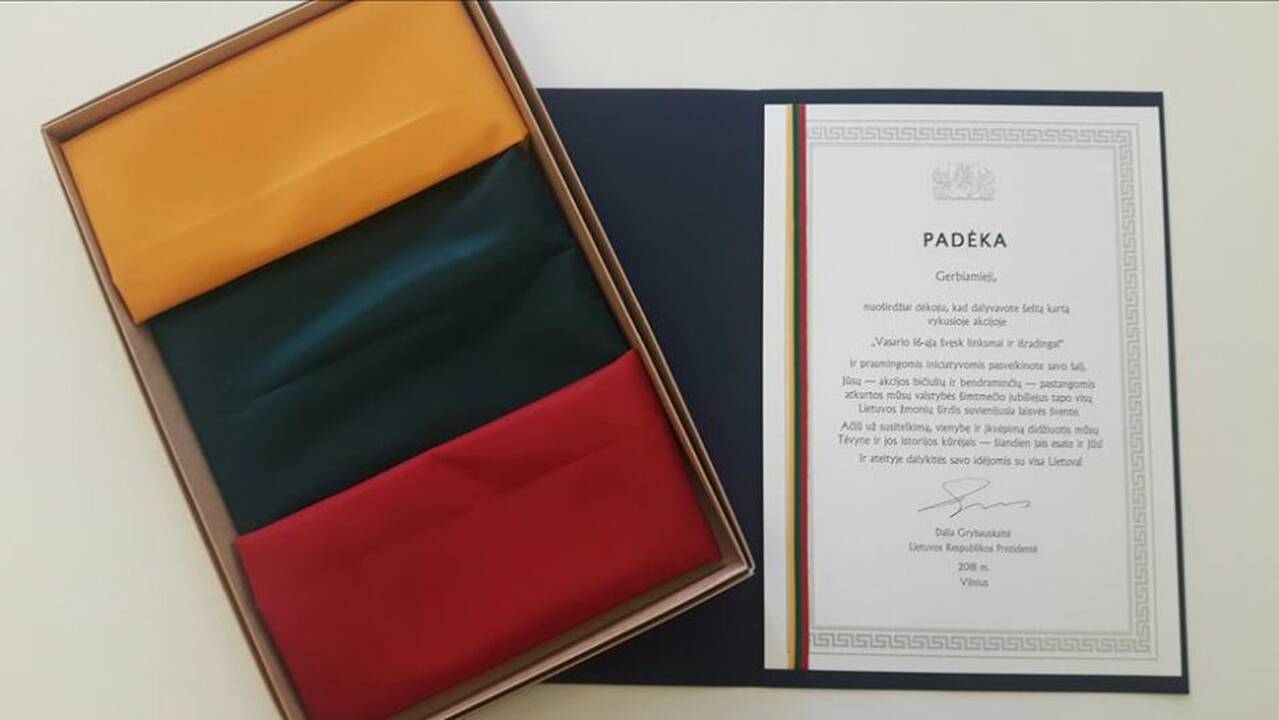 PADĖKA
Gerbiamieji,
nuoširdžiai dėkoju, kad dalyvavote šeštą kartą
vykusioje akcijoje
„Vasario 16-ąją švęsk linksmai ir išradingai“
ir prasmingomis iniciatyvomis pasveikinote savo šalį.
Jūsų — akcijos bičiulių ir bendraminčių — pastangomis
atkurtos mūsų valstybės šimtmečio jubiliejus tapo visų
Lietuvos žmonių širdis suvienijusia laisvės švente.
Ačiū už susitelkimą, vienybę ir įkvėpimą didžiuotis mūsų
Tėvyne ir jos istorijos kūrėjais — šiandien jais esate ir Jūs!
Ir ateityje dalykitės savo idėjomis su visa Lietuva!
Dalia Grybauskaitė
Lietuvos Respublikos Prezidentė
2018 m.
Vilnius